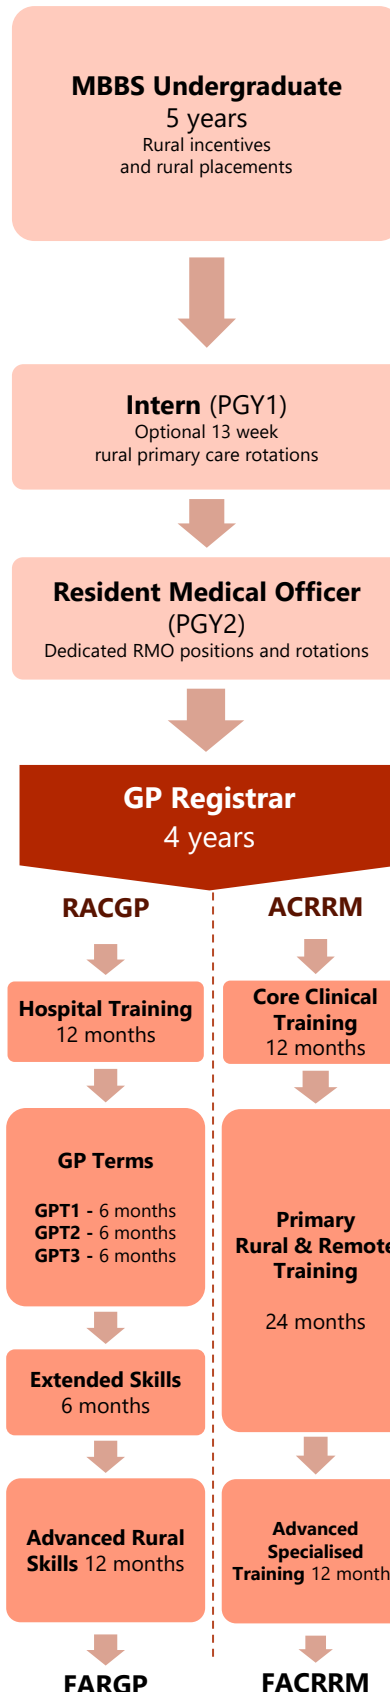 MBBS Undergraduate
5 years
Rural incentives
and rural placements
Intern (PGY1)
Optional 13 week
rural primary care rotations
Resident Medical Officer
(PGY2)
Dedicated RMO positions and rotations
GP Registrar
4 years
RACGP
Hospital Training
12 months
GP Terms
GPT1 - 6 months
GPT2 - 6 months
GPT3 - 6 months
Extended Skills
6 months
Advanced Rural
Skills 12 months
FARGP
ACRRM
Core Clinical
Training
12 months
Primary
Rural & Remote
Training
24 months
Advanced
Specialised
Training 12 month
FACRRM